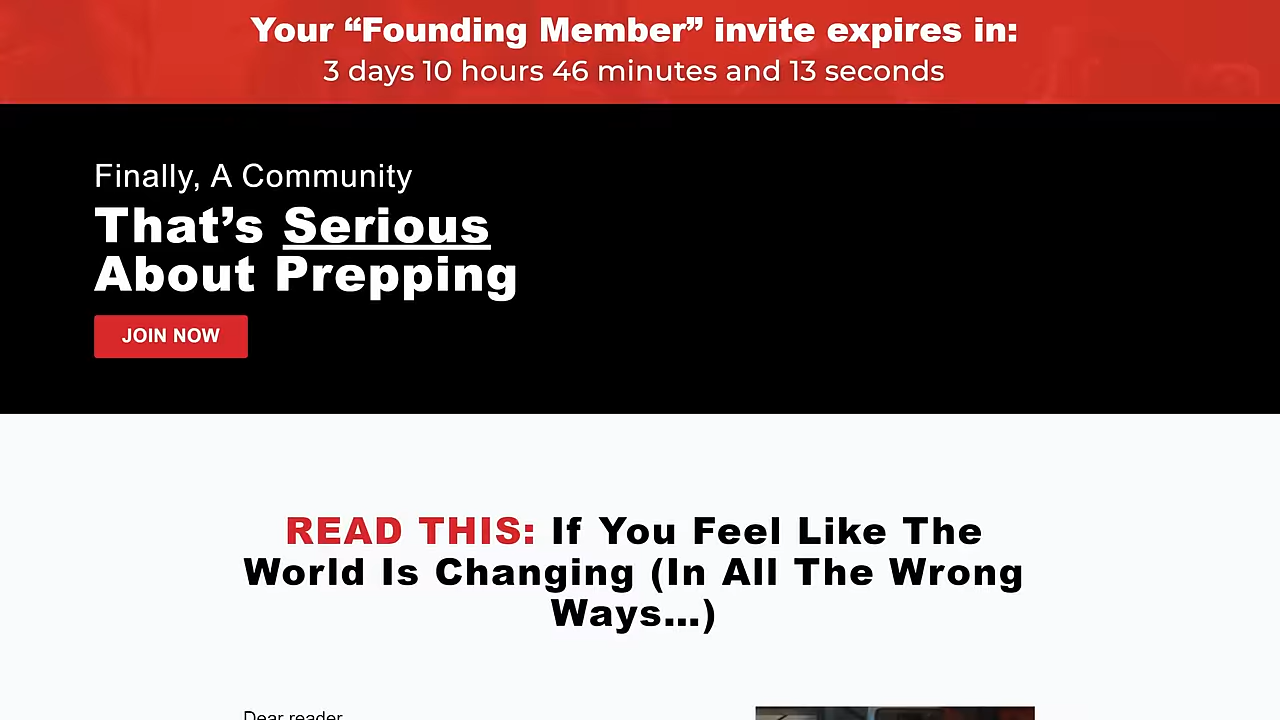 Your “Founding Member” invite expires in:
3 days 10 hours 46 minutes and 13 seconds
Finally, A Community
That’s Serious
About Prepping
JOIN NOW
READ THIS: If You Feel Like The
World Is Changing (In All The Wrong
Ways...)
Dear reader